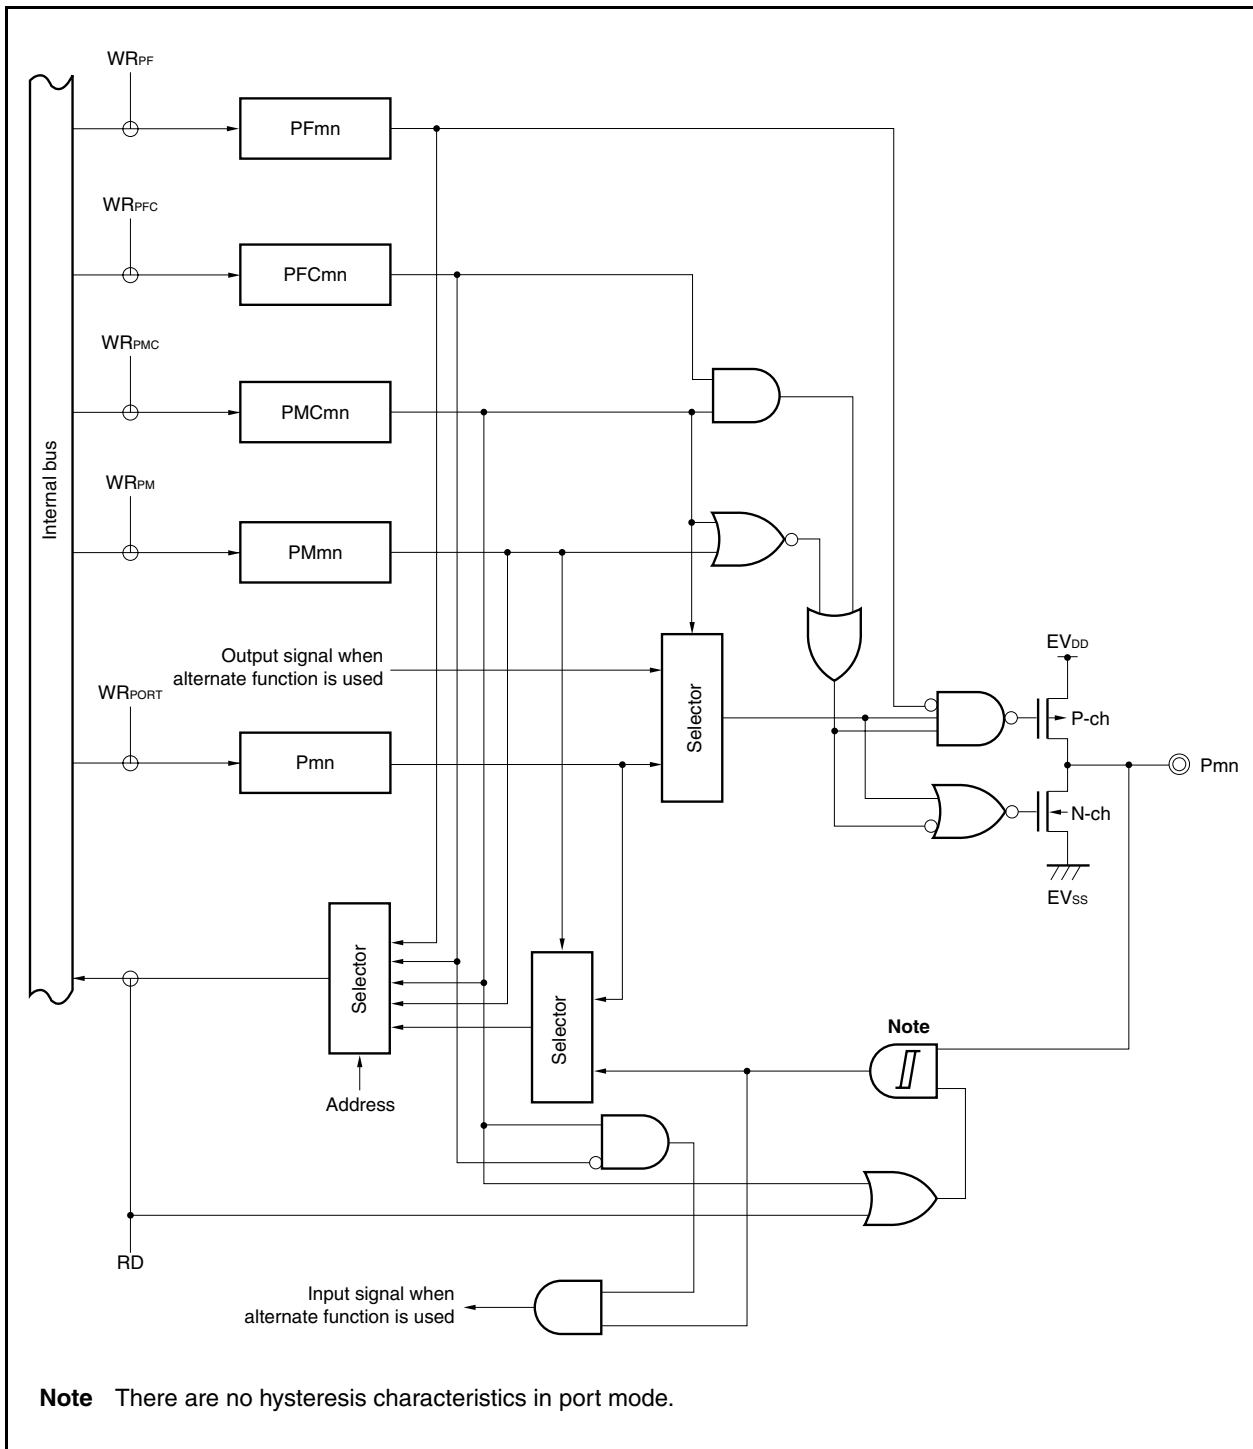 WRPF
PFmn
WRPFC
PFCmn
WRPMC
PMCmn
Internal bus
WRPM
PMmn
Output signal when
alternate function is used
Selector
EVDD
P-ch
WRPORT
Pmn
Pmn
N-ch
EVSS
Selector
Selector
Note
Address
RD
Input signal when
alternate function is used
Note There are no hysteresis characteristics in port mode.